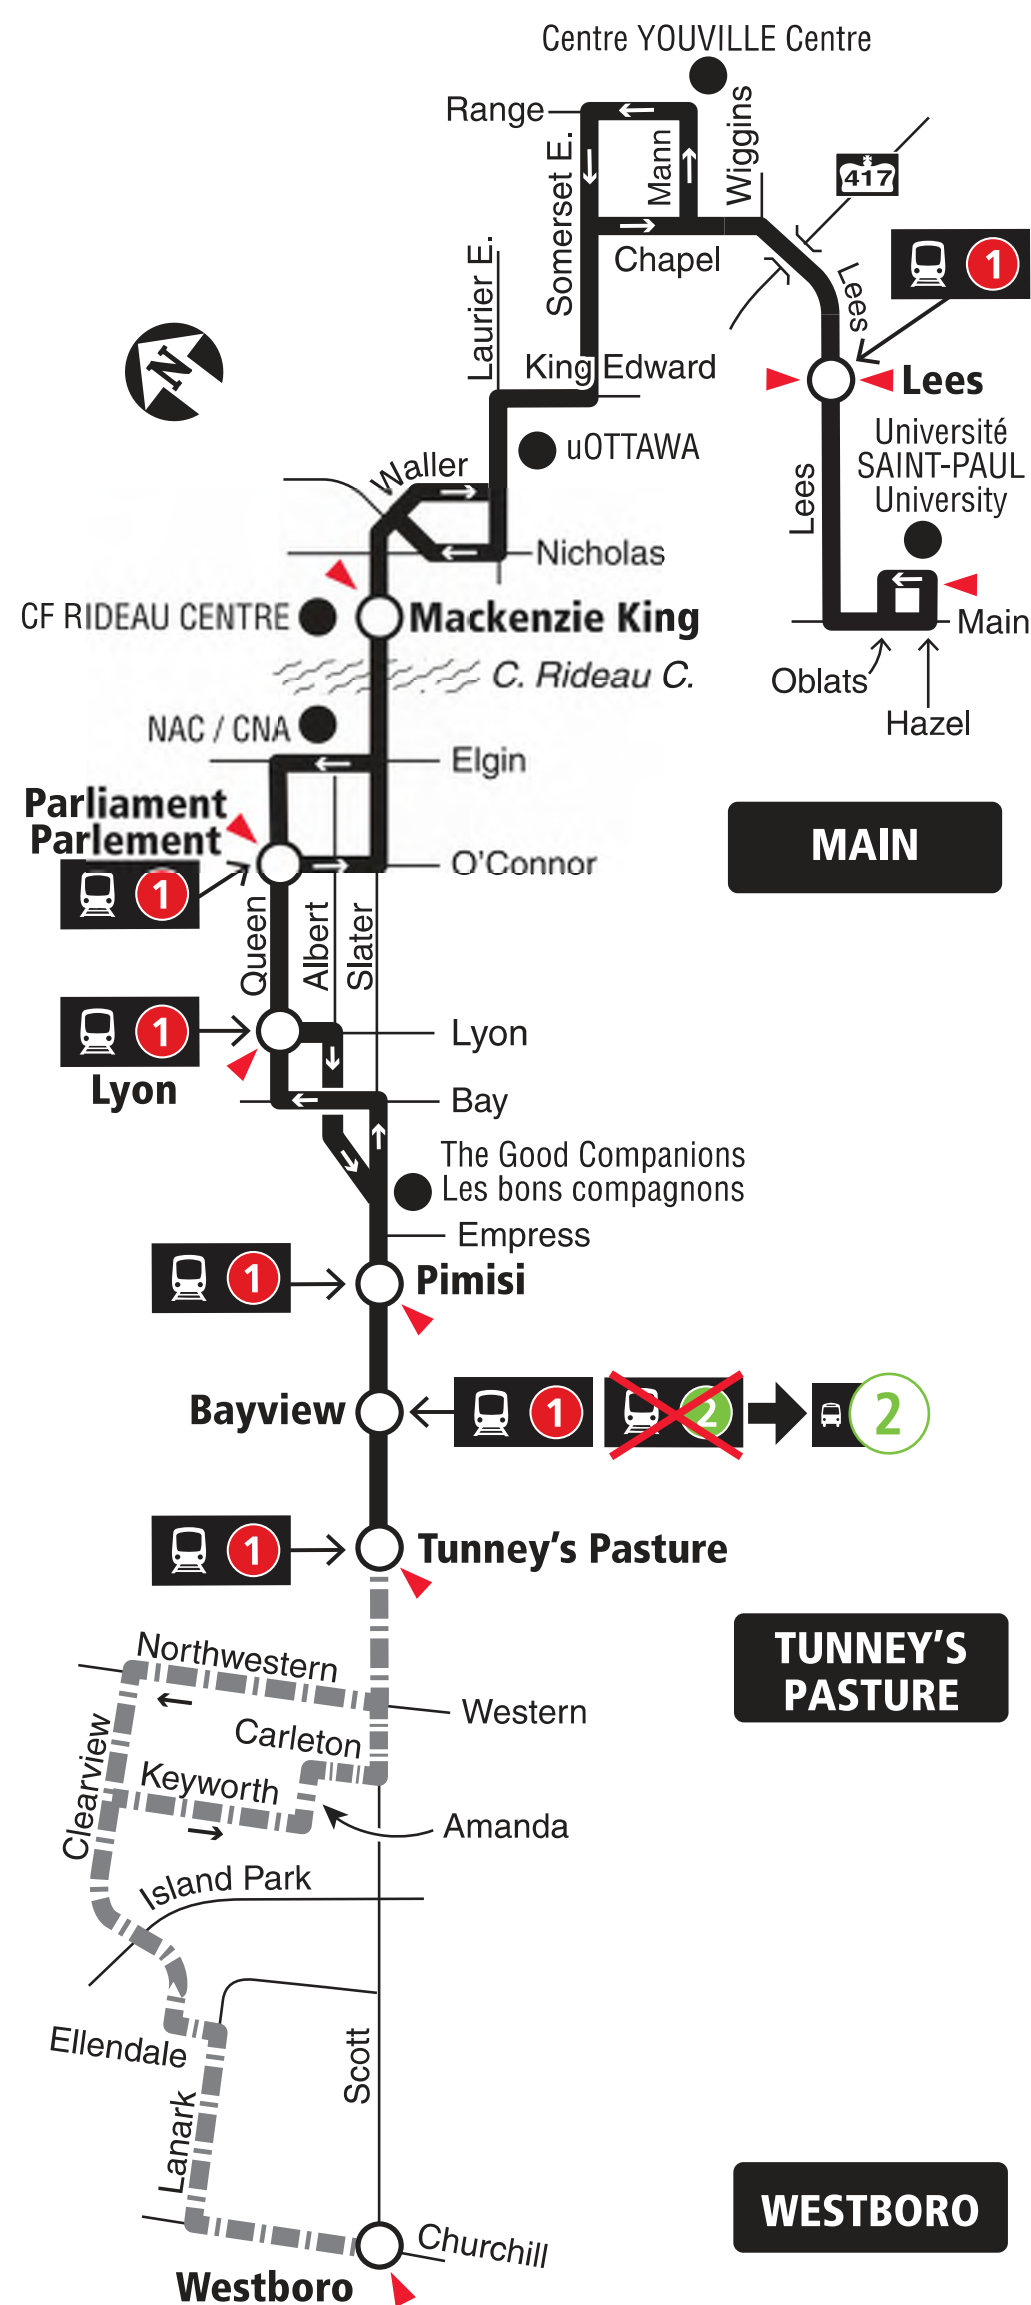 Centre YOUVILLE Centre
Range
Somerset E.
Mann
Wiggins
417
Chapel
Lees
1
Laurier E.
King Edward
Lees
N
uOTTAWA
Université
SAINT-PAUL
University
Waller
Lees
Nicholas
CF RIDEAU CENTRE
Mackenzie King
Main
C. Rideau C.
Oblats
Hazel
NAC / CNA
Elgin
Parliament
Parlement
1
O'Connor
MAIN
Queen
Albert
Slater
1
Lyon
Lyon
Bay
The Good Companions
Les bons compagnons
Empress
1
Pimisi
Bayview
1
2
2
1
Tunney's Pasture
TUNNEY'S
PASTURE
Northwestern
Western
Carleton
Clearview
Keyworth
Amanda
Island Park
Ellendale
Scott
Lanark
WESTBORO
Churchill
Westboro